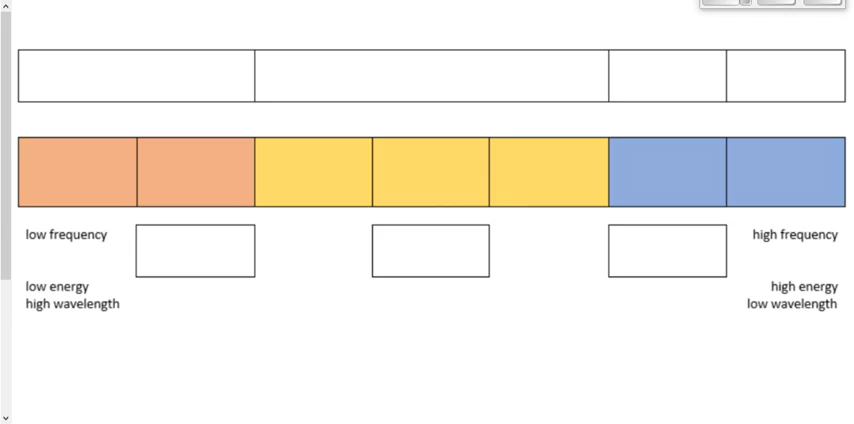 low frequency
high frequency
low energy
high wavelength
high energy
low wavelength